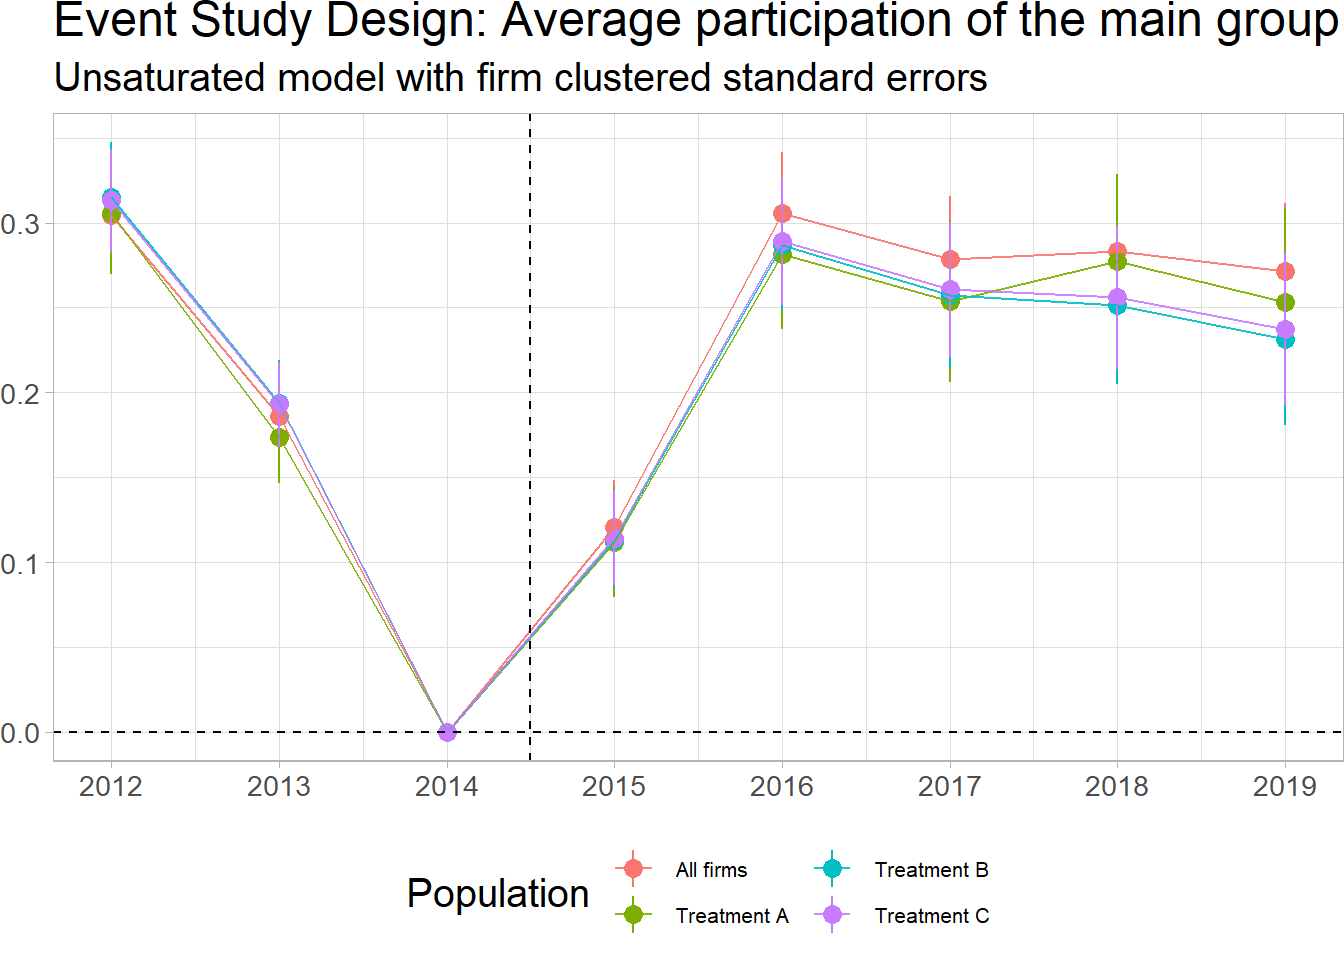 Event Study Design: Average participation of the main group
Unsaturated model with firm clustered standard errors
0.3
0.2
0.1
0.0
2012 2013 2014 2015 2016 2017 2018 2019
Population
All firms
Treatment B
Treatment A
Treatment C